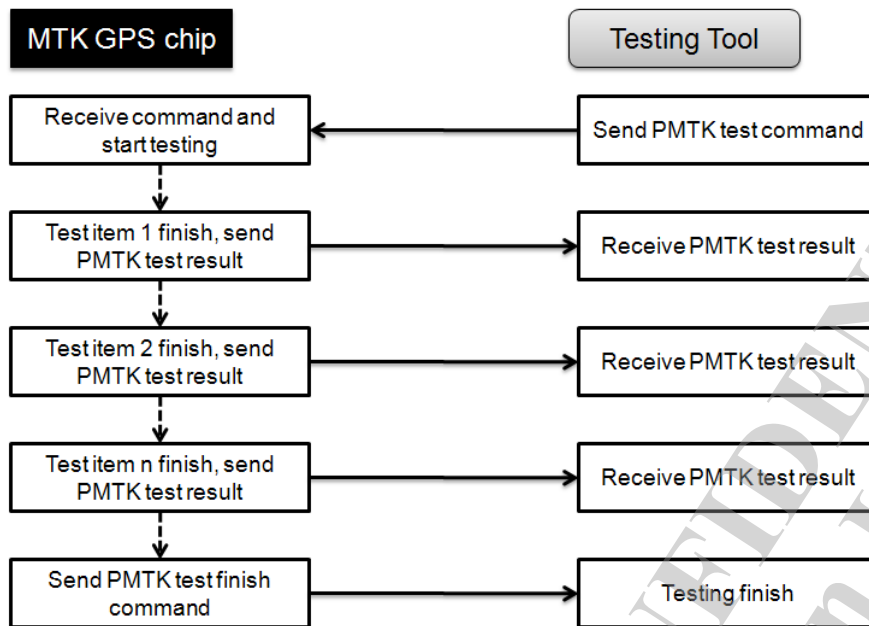 MTK GPS chip
Testing Tool
Receive command and
start testing
Send PMTK test command
Test item 1 finish, send
PMTK test result
Receive PMTK test result
Test item 2 finish, send
PMTK test result
Receive PMTK test result
Test item n finish, send
PMTK test result
Receive PMTK test result
Send PMTK test finish
command
Testing finish